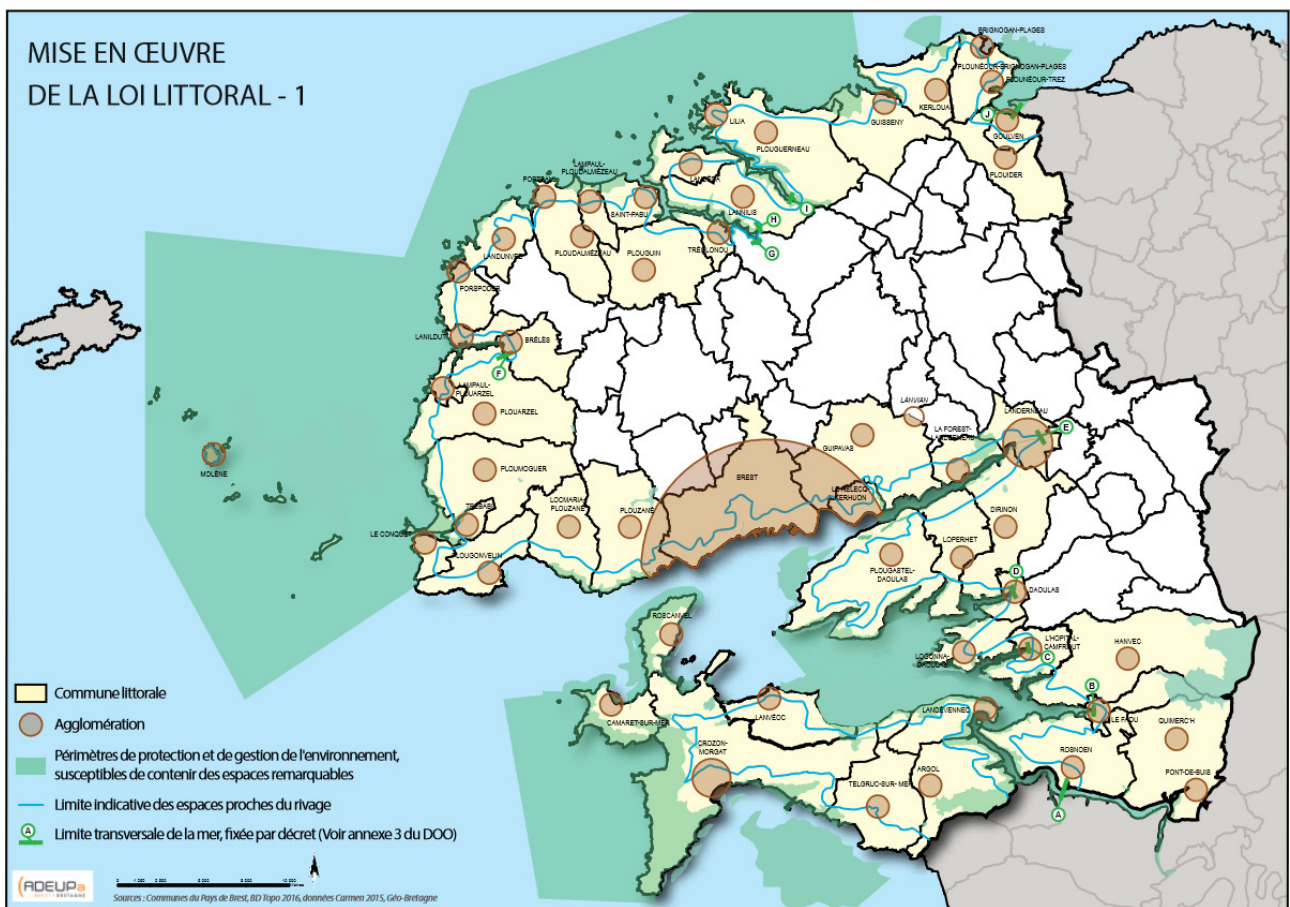 MISE EN ŒUVRE
DE LA LOI LITTORAL - 1
BRIGNOGAN-PLAGES
PLOUNÉOUR-BRIGNOGAN-PLAGES
PLOUNÉOUR-TREZ
KERLOUAN
GUISSENY
J
GOULVEN
PLOUIDER
LILIA
PLOUGUERNEAU
LANDÉDA
LANNILIS
I
H
G
LAMPAUL-
PLOUDALMÉZEAU
PORTSALL
SAINT-PABU
TRÉGLONOU
LANDUNVEZ
PLOUDALMÉZEAU
PLOUGUIN
PORSPODER
LANILDUT
BRÉLÈS
F
LAMPAUL-
PLOUARZEL
PLOUARZEL
MOLÈNE
PLOUMOGUER
TRÉBABU
LE CONQUET
PLOUGONVELIN
LOCMARIA-
PLOUZANÉ
PLOUZANÉ
BREST
LE RELECQ-
KERHUON
GUIPAVAS
LANVIAN
LA FOREST-
LANDERNEAU
LANDERNEAU
E
DIRINON
LOPERHET
PLOUGASTEL-
DAOULAS
D
DAOULAS
LOGONNA-
DAOULAS
L'HOPITAL-
CAMFROUT
C
HANVEC
B
LE FAOU
QUIMERC'H
ROSNOEN
PONT-DE-BUIS
A
ROSCANVEL
CAMARET-SUR-MER
LANVÉOC
LANDÉVENNEC
CROZON-
MORGAT
TELGRUC-SUR- MER
ARGOL
Commune littorale
Agglomération
Périmètres de protection et de gestion de l'environnement,
susceptibles de contenir des espaces remarquables
Limite indicative des espaces proches du rivage
A Limite transversale de la mer, fixée par décret (Voir annexe 3 du DOO)
ADEUPa
BREST-BRETAGNE
Sources : Communes du Pays de Brest, BD Topo 2016, données Carmen 2015, Géo-Bretagne